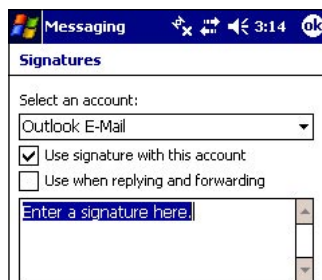 Messaging 3:14 ok
Signatures
Select an account:
Outlook E-Mail
Use signature with this account
Use when replying and forwarding
Enter a signature here.